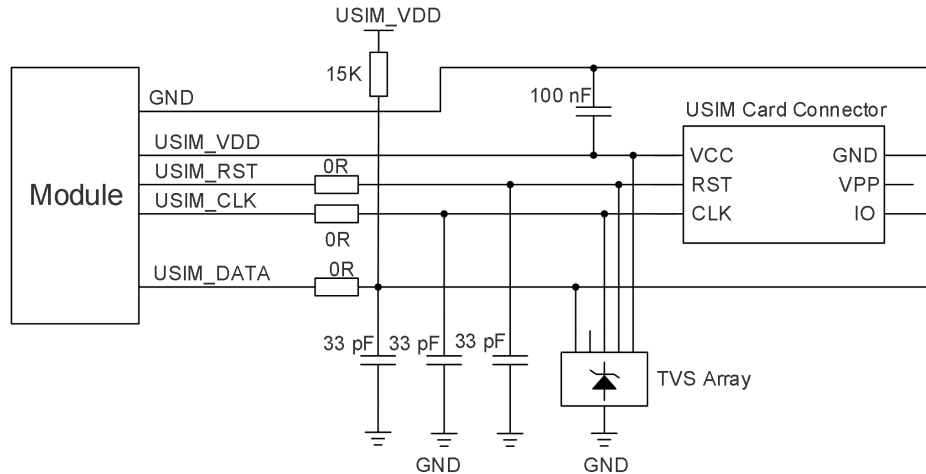 USIM_VDD
15K
GND
100 nF
USIM Card Connector
USIM_VDD
VCC
GND
Module
USIM_RST
0R
RST
VPP
USIM_CLK
0R
CLK
IO
USIM_DATA
0R
33 pF
33 pF
33 pF
TVS Array
GND
GND